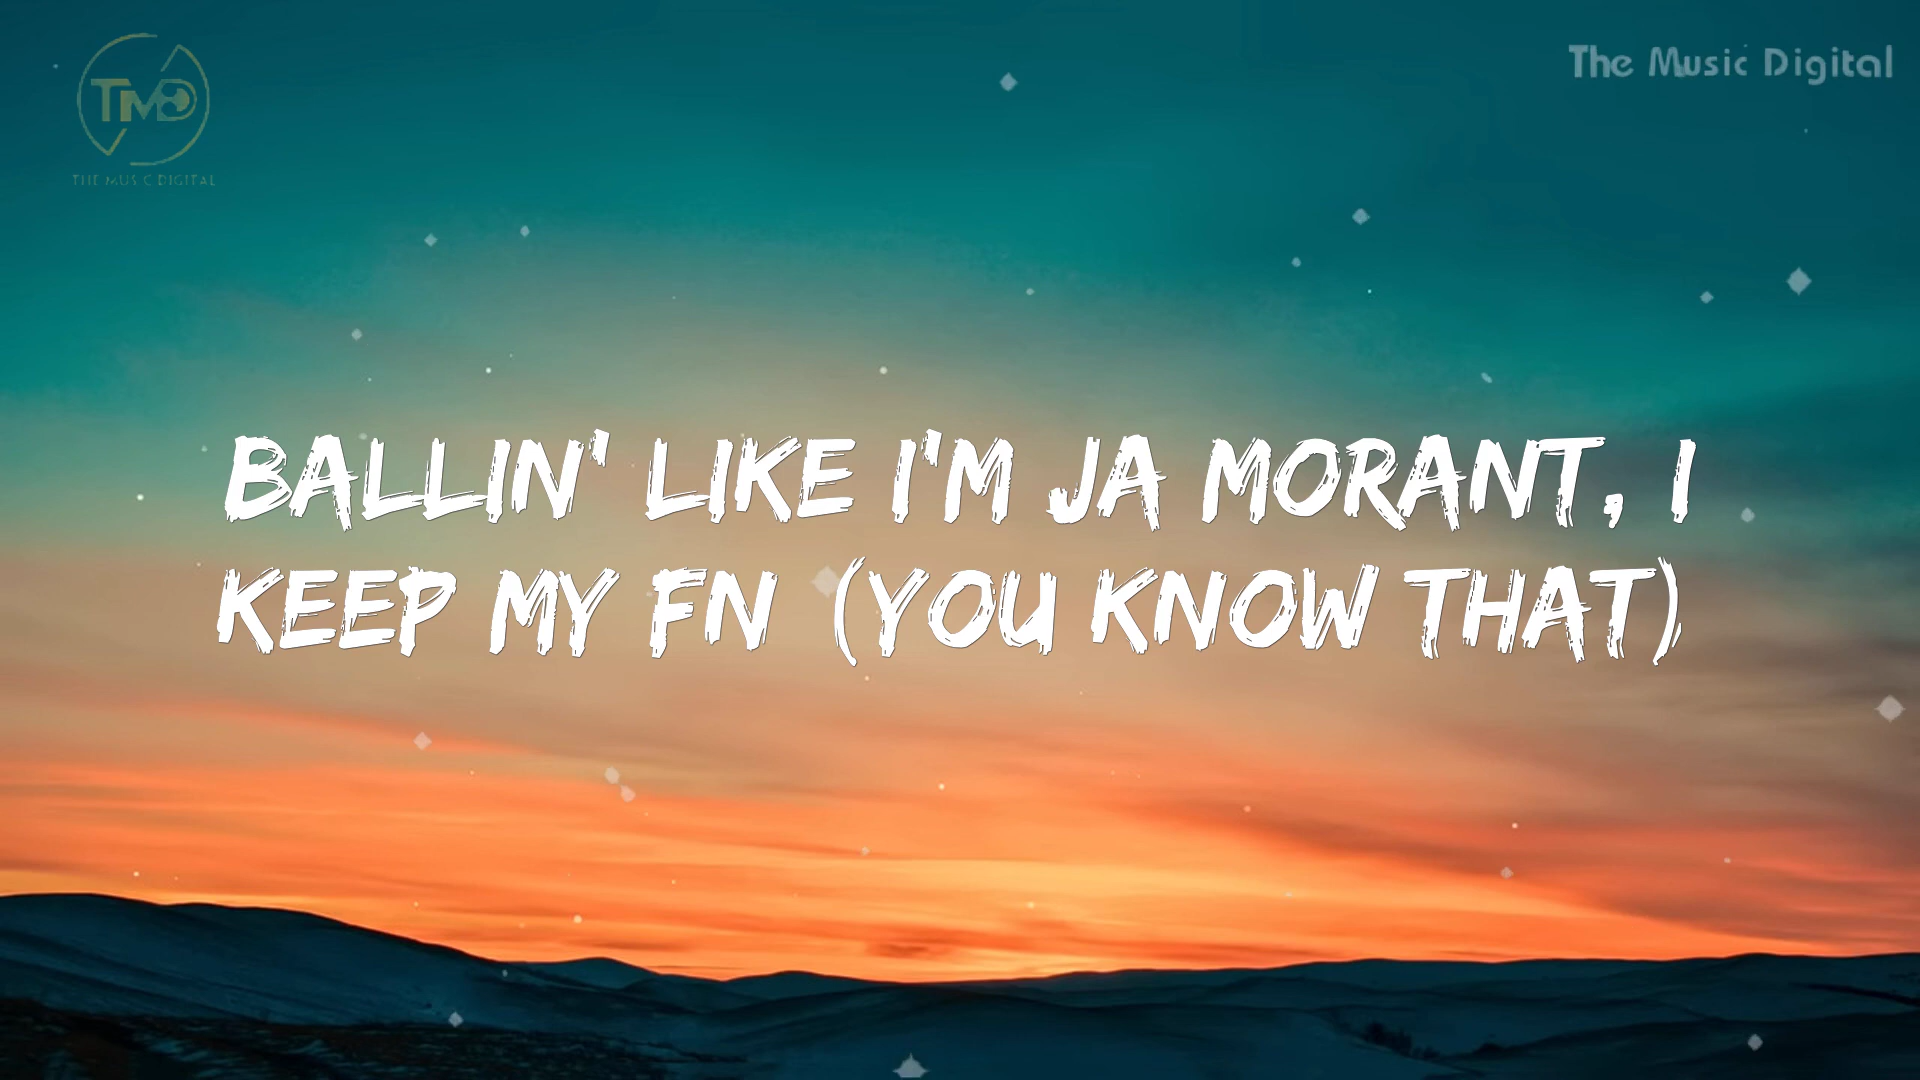 TMD
THE MUSIC DIGITAL
The Music Digital
BALLIN' LIKE I'M JA MORANT, I
KEEP MY FN (YOU KNOW THAT)